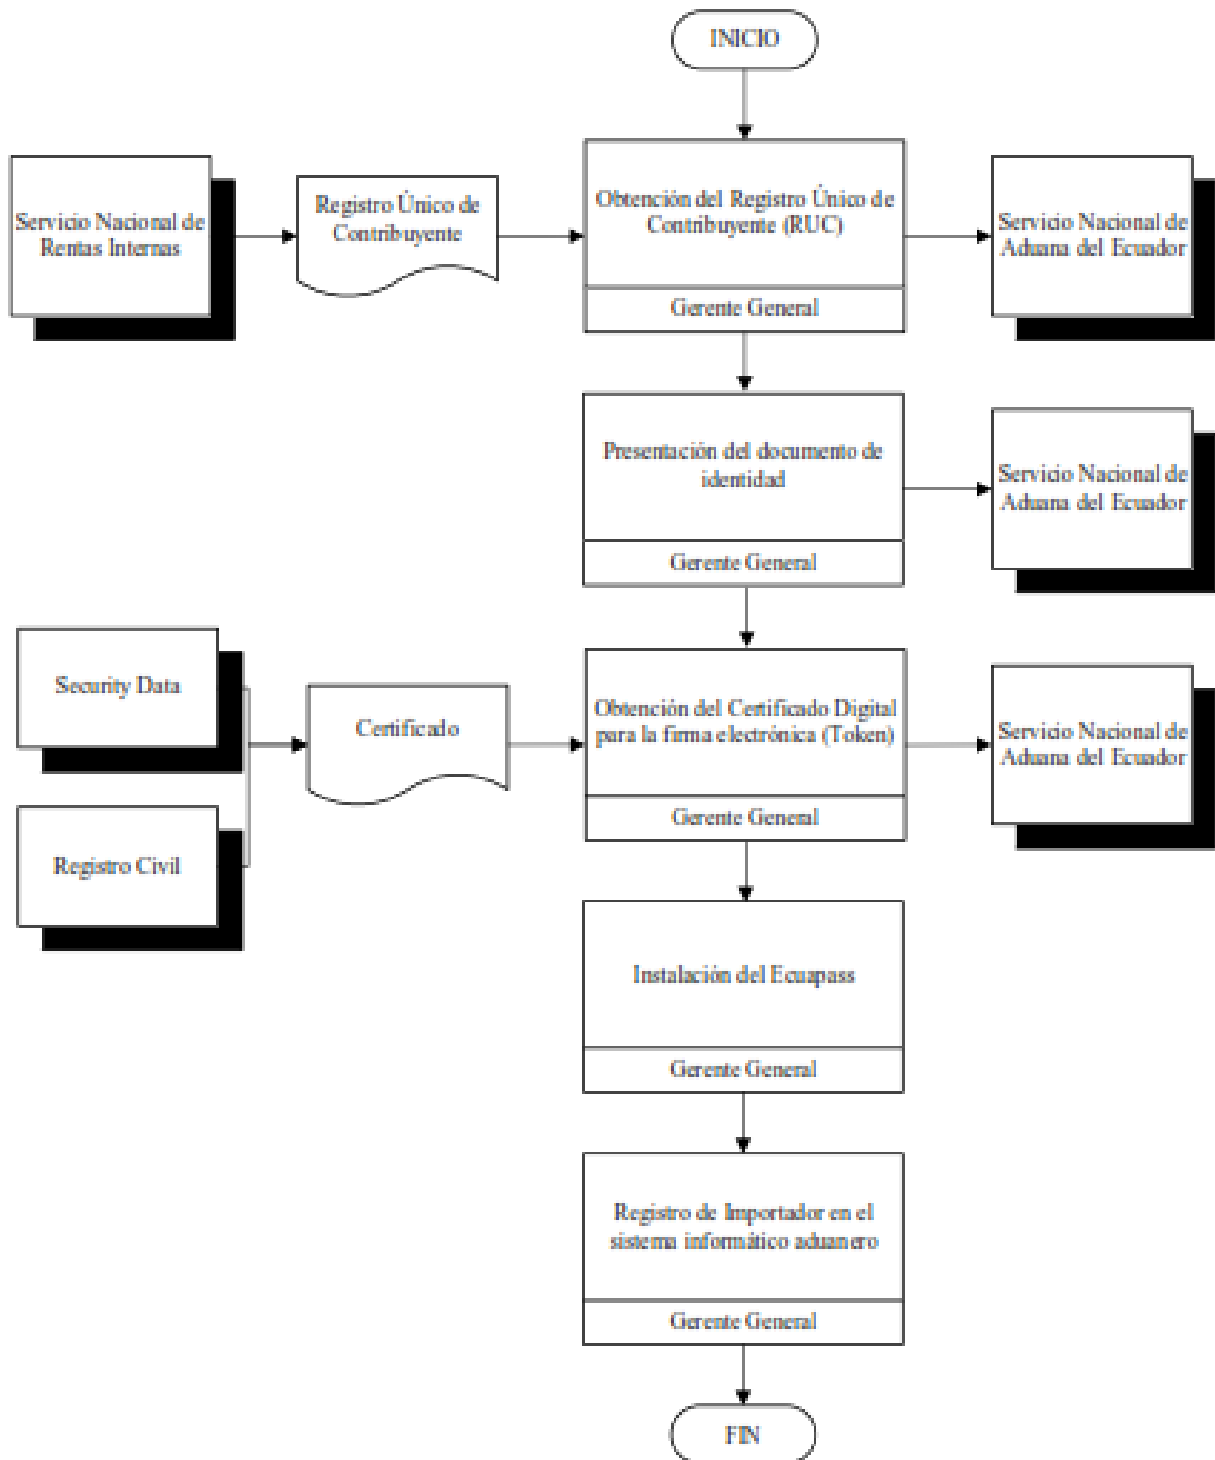 INICIO
Servicio Nacional de
Rentas Internas
Registro Único de
Contribuyente
Obtención del Registro Único de
Contribuyente (RUC)
Gerente General
Servicio Nacional de
Aduana del Ecuador
Presentación del documento de
identidad
Gerente General
Servicio Nacional de
Aduana del Ecuador
Security Data
Registro Civil
Certificado
Obtención del Certificado Digital
para la firma electrónica (Token)
Gerente General
Servicio Nacional de
Aduana del Ecuador
Instalación del Ecuapass
Gerente General
Registro de Importador en el
sistema informático aduanero
Gerente General
FIN